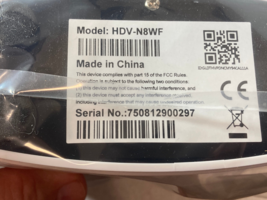 Model: HDV-N8WF
Made in China
This device complies with part 15 of the FCC Rules.
Operation is subject to the following two conditions:
(1) this device may not cause harmful interference, and
(2) this device must accept any interference received,
including interference that may cause undesired operation.
Serial No.:750812900297